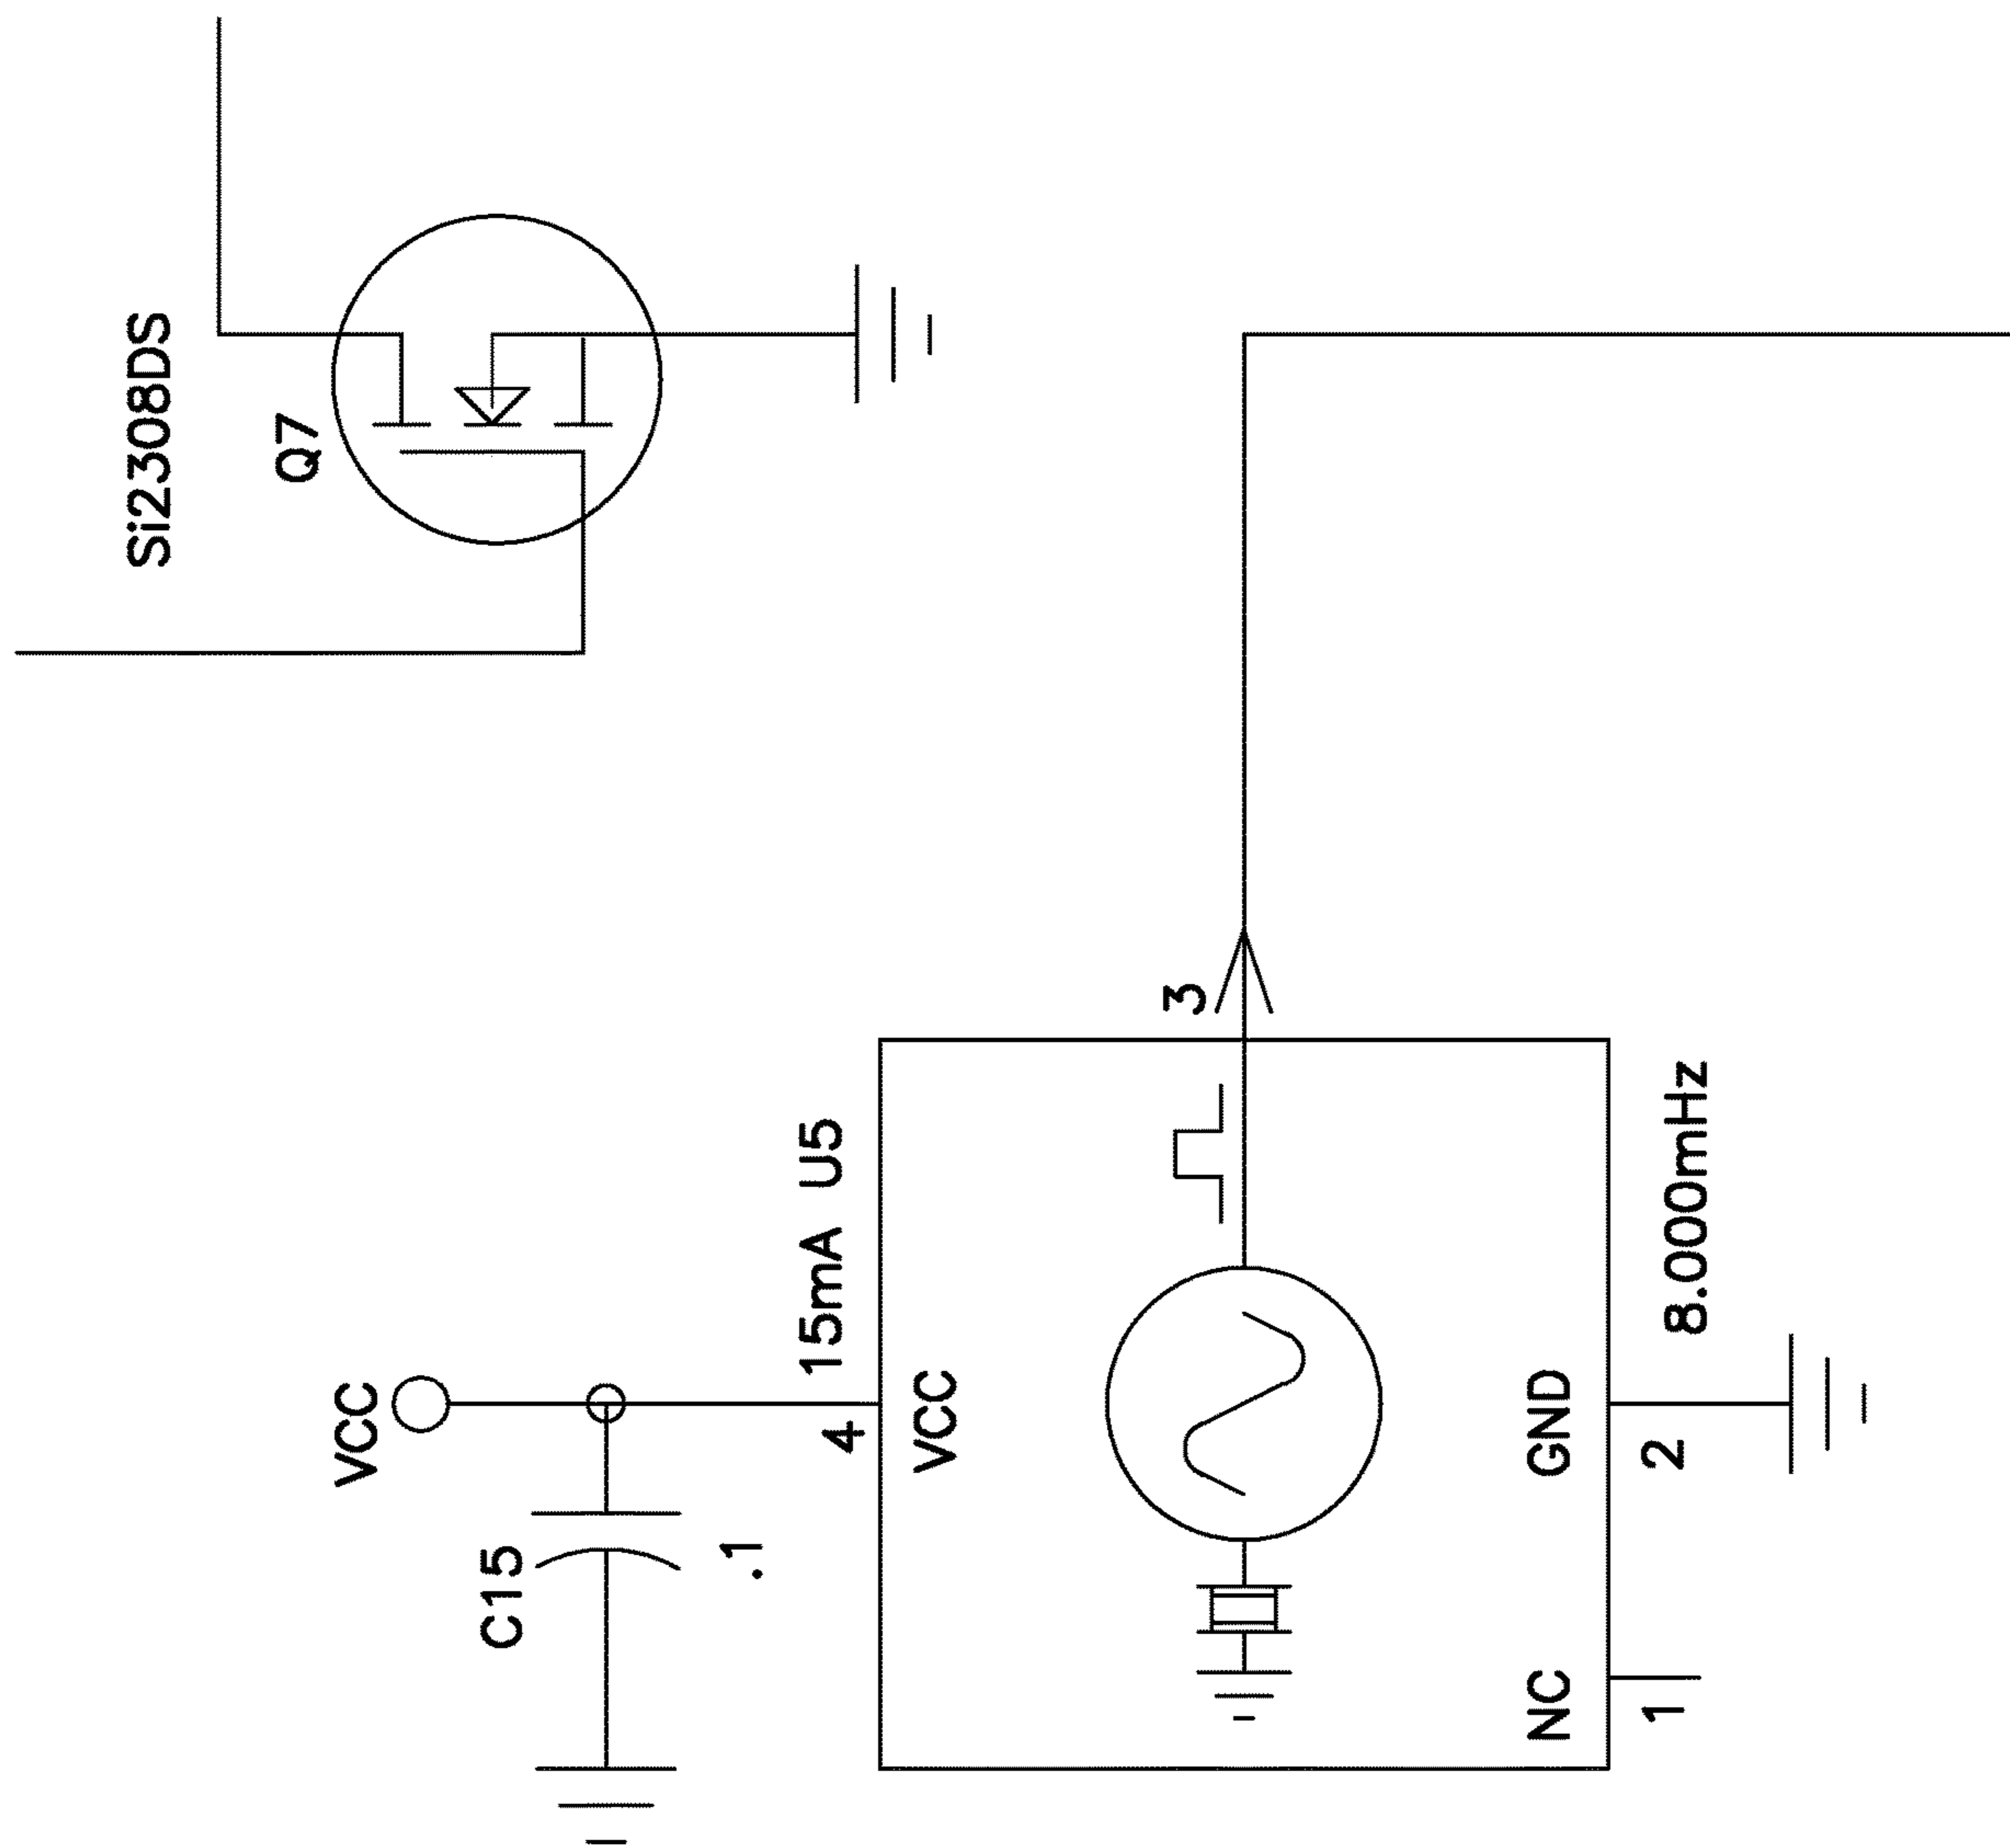 Si2308DS
Q7
VCC
C15
.1
15mA U5
4
VCC
3
GND
NC
8.000mHz
2
1